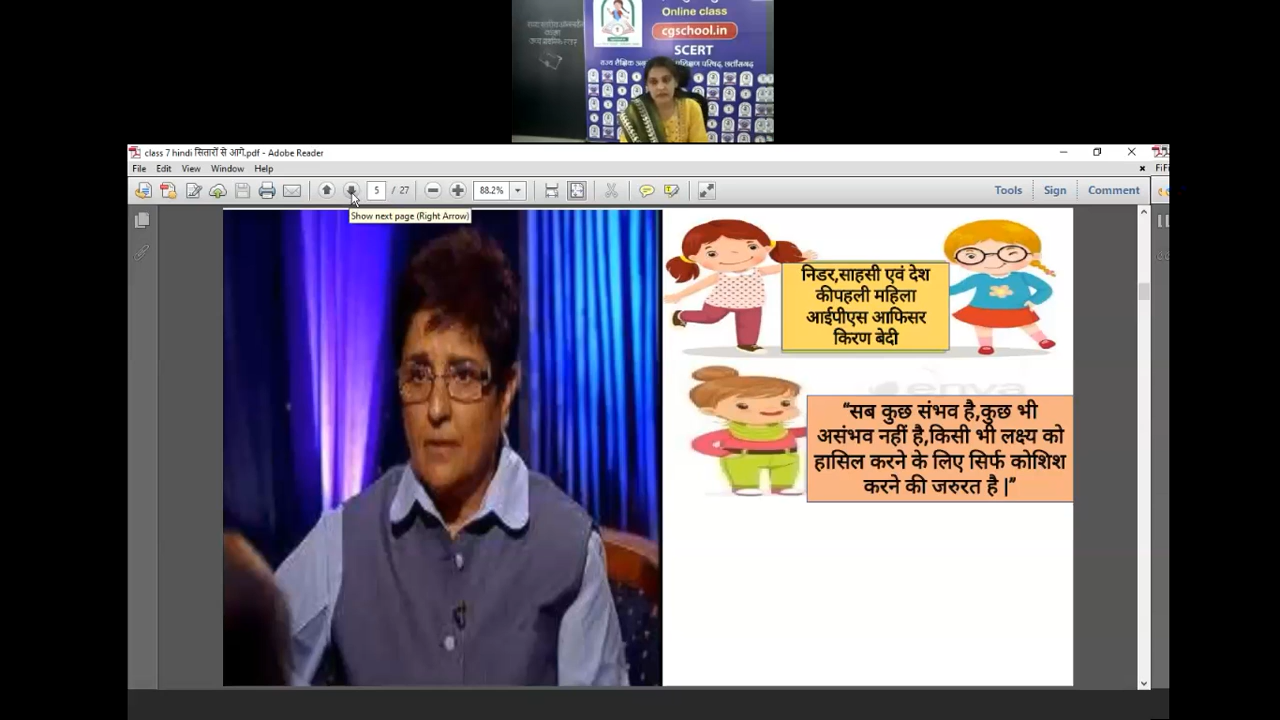 Online class
cgschool.in
SCERT
class 7 hindi सितारों से आगे.pdf - Adobe Reader
File Edit View Window Help
5 / 27 88.2% Tools Sign Comment
Show next page (Right Arrow)
निडर,साहसी एवं देश
कीपहली महिला
आईपीएस आफिसर
किरण बेदी
“सब कुछ संभव है,कुछ भी
असंभव नहीं है,किसी भी लक्ष्य को
हासिल करने के लिए सिर्फ कोशिश
करने की जरुरत है |”